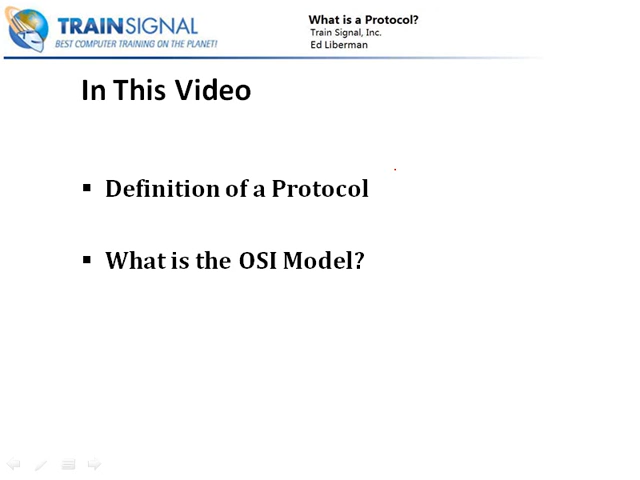 TRAINSIGNAL
BEST COMPUTER TRAINING ON THE PLANET!
What is a Protocol?
Train Signal, Inc.
Ed Liberman
In This Video
▪ Definition of a Protocol
▪ What is the OSI Model?